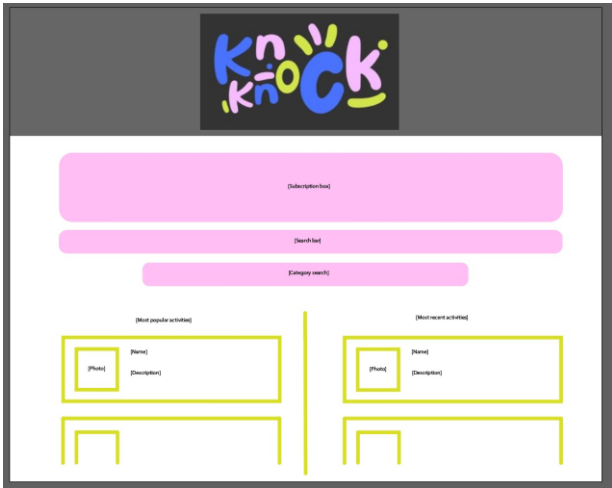 Kn
KnOCK
[Subscription box]
[Search bar]
[Category search]
[Most popular activities]
[Photo]
[Name]
[Description]
[Most recent activities]
[Photo]
[Name]
[Description]